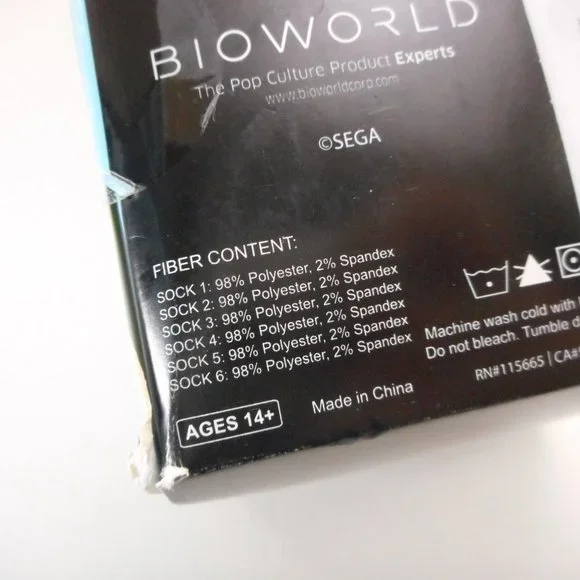 BIOWORLD
The Pop Culture Product Experts
www.bioworldcorp.com
©SEGA
FIBER CONTENT:
SOCK 1: 98% Polyester, 2% Spandex
SOCK 2: 98% Polyester, 2% Spandex
SOCK 3: 98% Polyester, 2% Spandex
SOCK 4: 98% Polyester, 2% Spandex
SOCK 5: 98% Polyester, 2% Spandex
SOCK 6: 98% Polyester, 2% Spandex
Machine wash cold with
Do not bleach. Tumble
RN#115665 | CA#
AGES 14+
Made in China